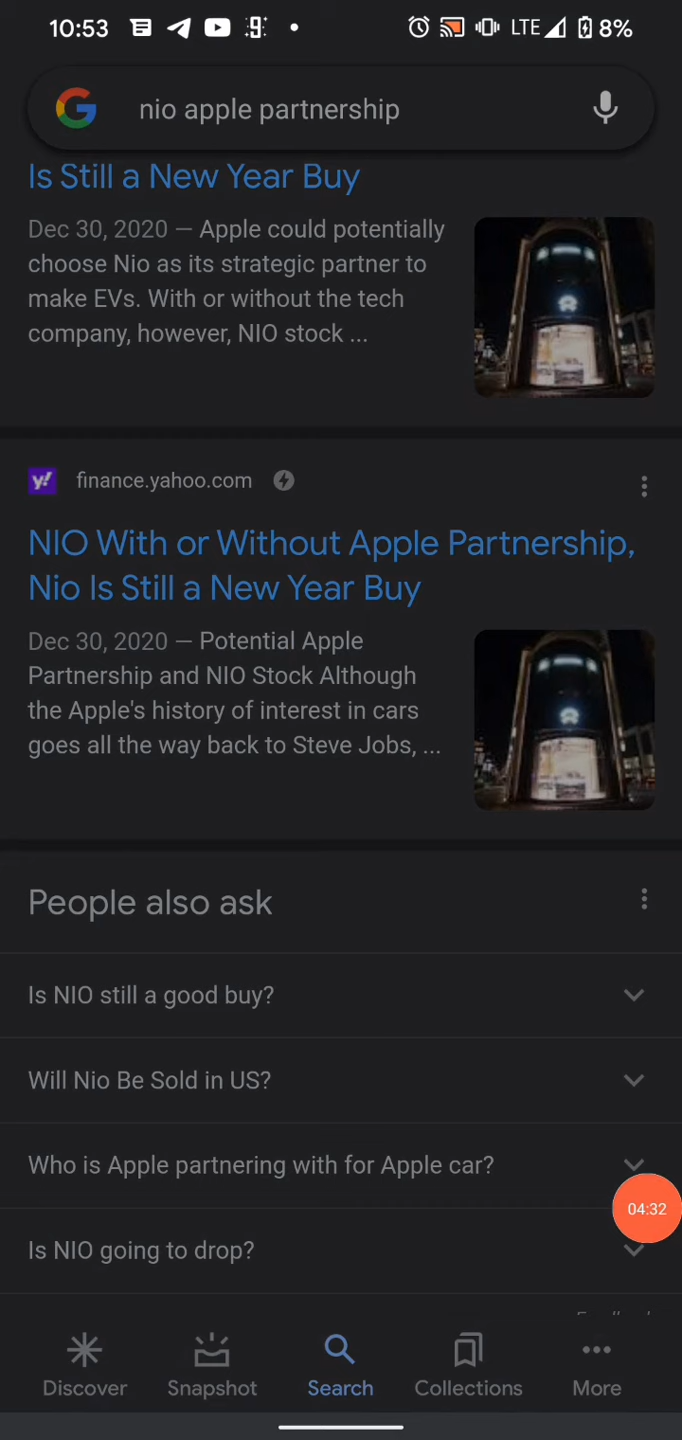 10:53
LTE 8%
nio apple partnership
Is Still a New Year Buy
Dec 30, 2020 — Apple could potentially
choose Nio as its strategic partner to
make EVs. With or without the tech
company, however, NIO stock ...
y!
finance.yahoo.com
NIO With or Without Apple Partnership,
Nio Is Still a New Year Buy
Dec 30, 2020 — Potential Apple
Partnership and NIO Stock Although
the Apple's history of interest in cars
goes all the way back to Steve Jobs, ...
People also ask
Is NIO still a good buy?
Will Nio Be Sold in US?
Who is Apple partnering with for Apple car?
04:32
Is NIO going to drop?
Discover Snapshot Search Collections More